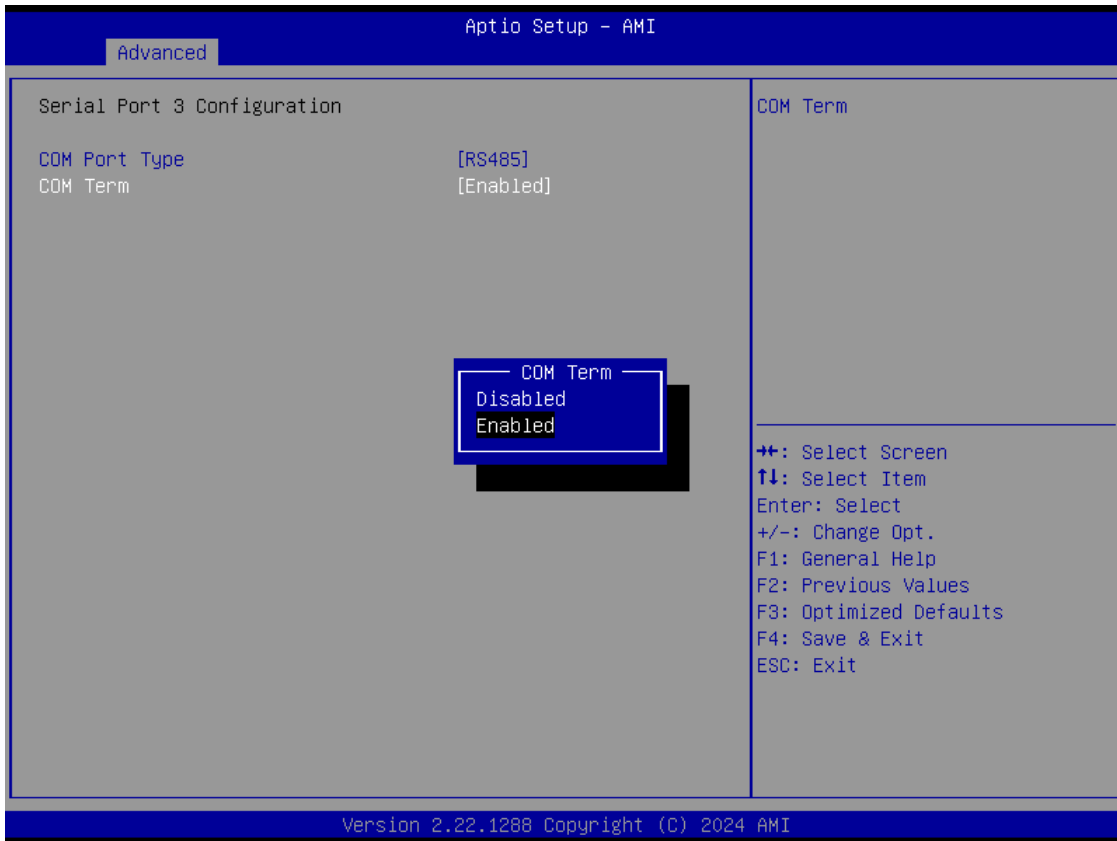 Aptio Setup – AMI
Advanced
Serial Port 3 Configuration
COM Port Type [RS485]
COM Term [Enabled]
COM Term
Disabled
Enabled
COM Term
→←: Select Screen
↑↓: Select Item
Enter: Select
+/-: Change Opt.
F1: General Help
F2: Previous Values
F3: Optimized Defaults
F4: Save & Exit
ESC: Exit
Version 2.22.1288 Copyright (C) 2024 AMI